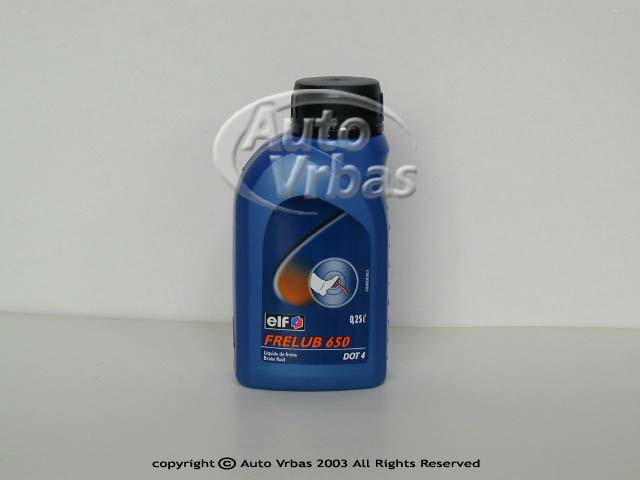 Auto
Vrbas
elf
0,25 l
FRELUB 650
Liquide de freins
Brake fluid
DOT 4
copyright © Auto Vrbas 2003 All Rights Reserved